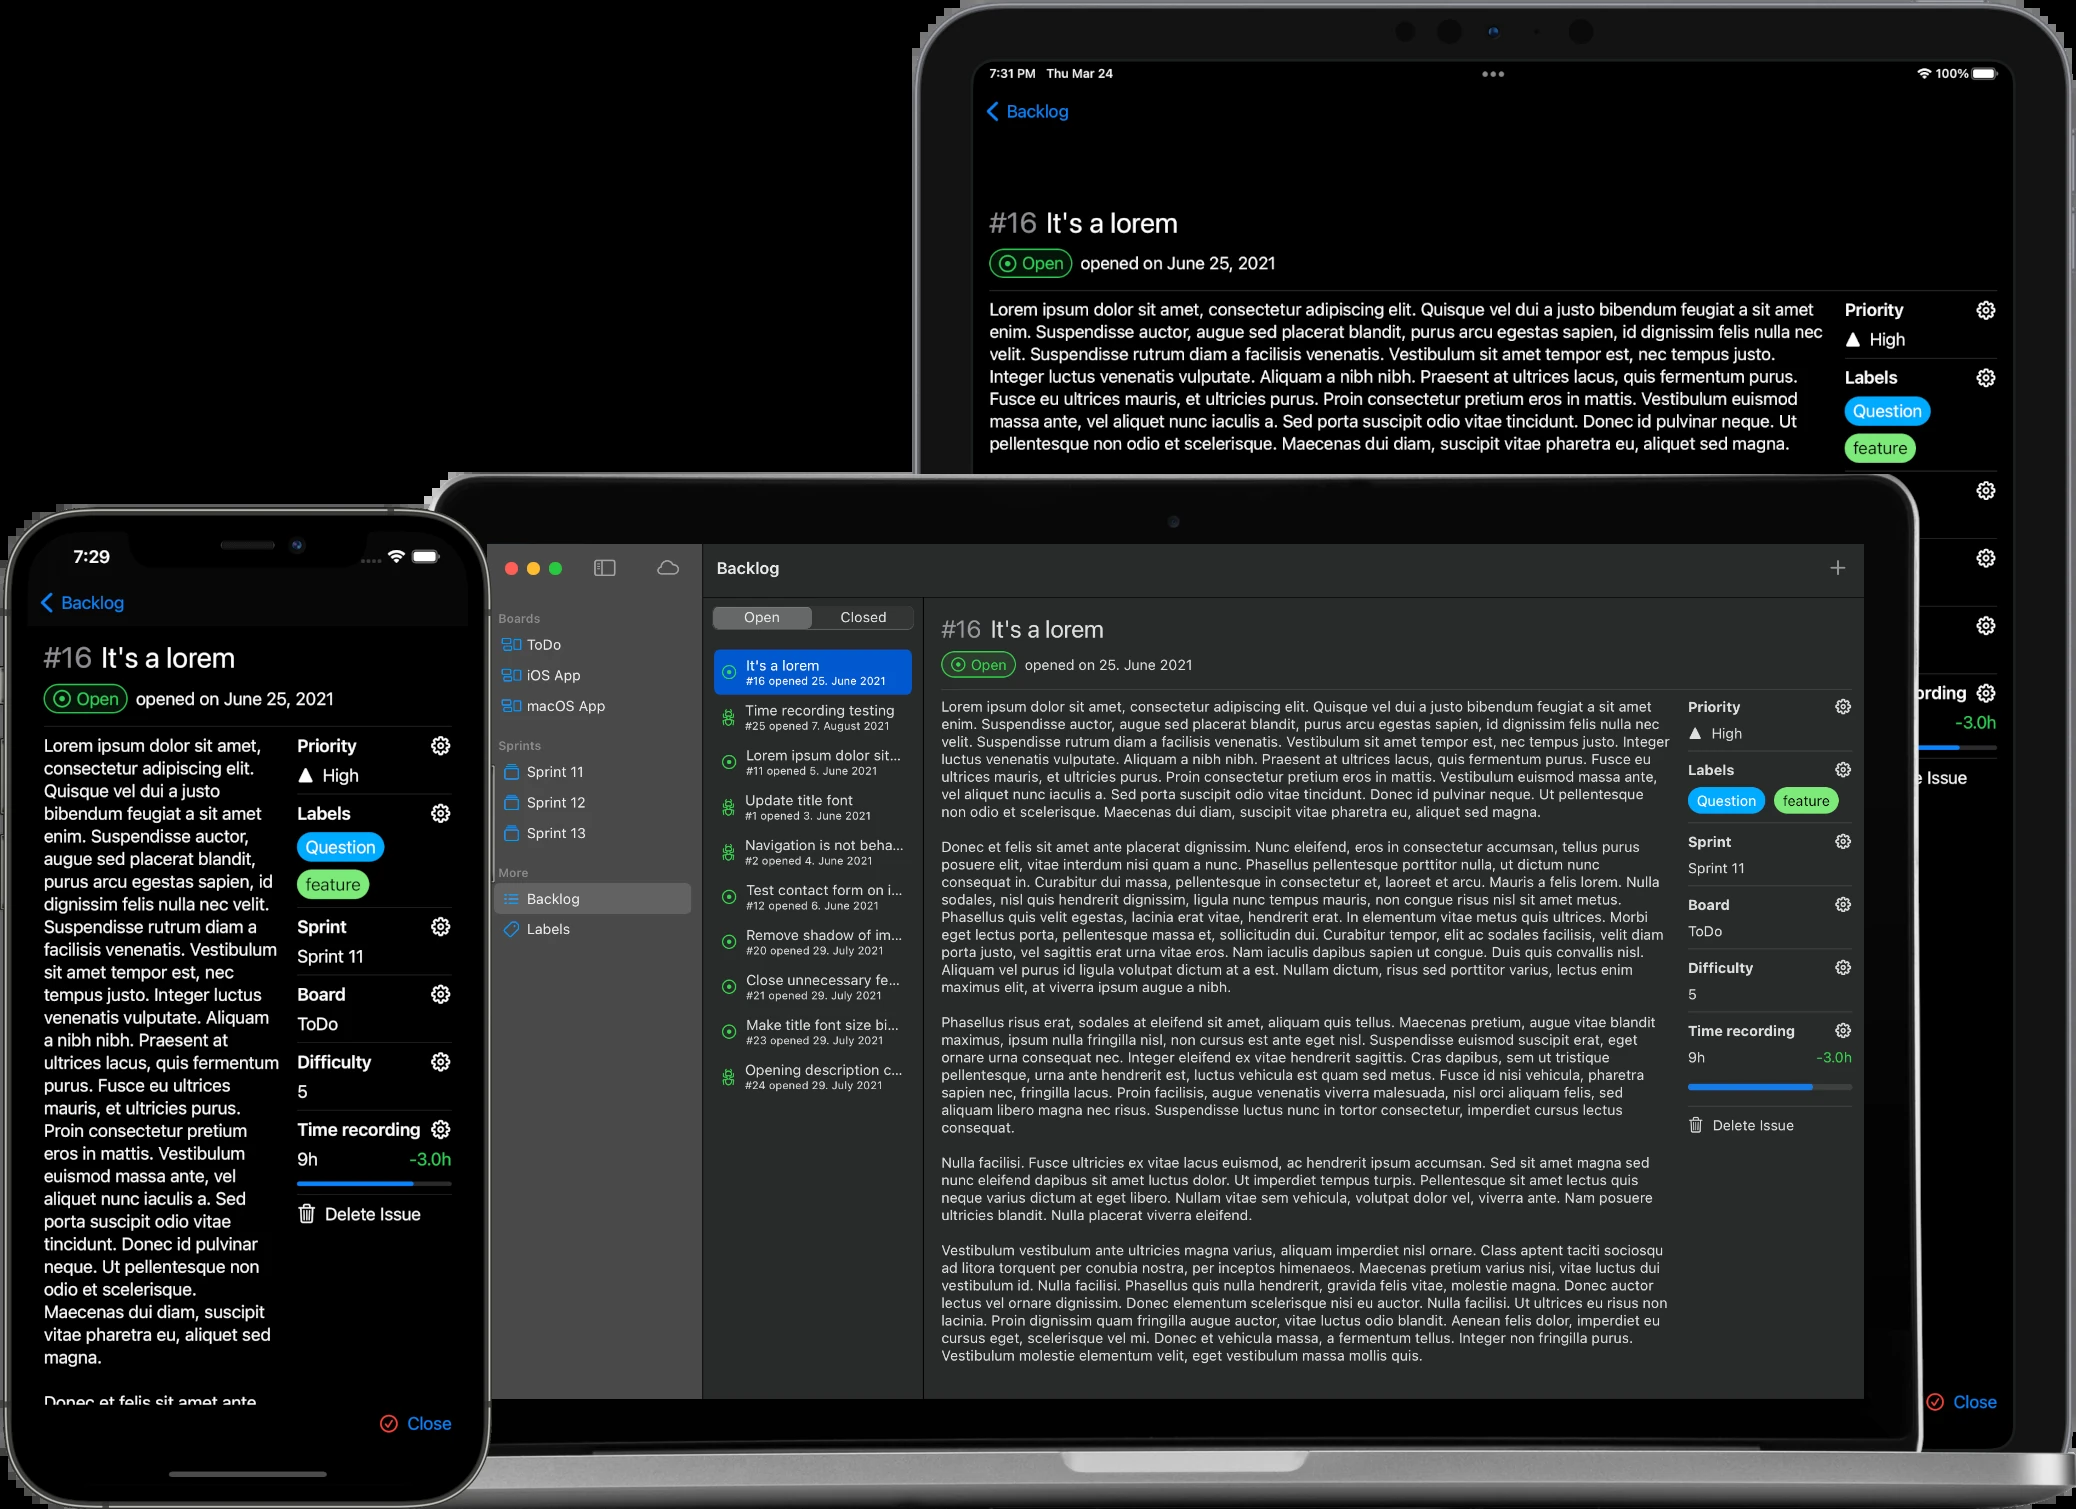 7:31 PM Thu Mar 24
100%
Backlog
#16 It's a lorem
Open opened on June 25, 2021
Lorem ipsum dolor sit amet, consectetur adipiscing elit. Quisque vel dui a justo bibendum feugiat a sit amet
enim. Suspendisse auctor, augue sed placerat blandit, purus arcu egestas sapien, id dignissim felis nulla nec
velit. Suspendisse rutrum diam a facilisis venenatis. Vestibulum sit amet tempor est, nec tempus justo.
Integer luctus venenatis vulputate. Aliquam a nibh nibh. Praesent at ultrices lacus, quis fermentum purus.
Fusce eu ultrices mauris, et ultricies purus. Proin consectetur pretium eros in mattis. Vestibulum euismod
massa ante, vel aliquet nunc iaculis a. Sed porta suscipit odio vitae tincidunt. Donec id pulvinar neque. Ut
pellentesque non odio et scelerisque. Maecenas dui diam, suscipit vitae pharetra eu, aliquet sed magna.
Priority
High
Labels
Question
feature
ording
-3.0h
e Issue
Close
7:29
Backlog
#16 It's a lorem
Open opened on June 25, 2021
Lorem ipsum dolor sit amet,
consectetur adipiscing elit.
Quisque vel dui a justo
bibendum feugiat a sit amet
enim. Suspendisse auctor,
augue sed placerat blandit,
purus arcu egestas sapien, id
dignissim felis nulla nec velit.
Suspendisse rutrum diam a
facilisis venenatis. Vestibulum
sit amet tempor est, nec
tempus justo. Integer luctus
venenatis vulputate. Aliquam
a nibh nibh. Praesent at
ultrices lacus, quis fermentum
purus. Fusce eu ultrices
mauris, et ultricies purus.
Proin consectetur pretium
eros in mattis. Vestibulum
euismod massa ante, vel
aliquet nunc iaculis a. Sed
porta suscipit odio vitae
tincidunt. Donec id pulvinar
neque. Ut pellentesque non
odio et scelerisque.
Maecenas dui diam, suscipit
vitae pharetra eu, aliquet sed
magna.
Donec et felis sit amet ante
Priority
High
Labels
Question
feature
Sprint
Sprint 11
Board
ToDo
Difficulty
5
Time recording
9h -3.0h
Delete Issue
Close
Boards
ToDo
iOS App
macOS App
Sprints
Sprint 11
Sprint 12
Sprint 13
More
Backlog
Labels
Backlog
Open Closed
It's a lorem
#16 opened 25. June 2021
Time recording testing
#25 opened 7. August 2021
Lorem ipsum dolor sit...
#11 opened 5. June 2021
Update title font
#1 opened 3. June 2021
Navigation is not beha...
#2 opened 4. June 2021
Test contact form on i...
#12 opened 6. June 2021
Remove shadow of im...
#20 opened 29. July 2021
Close unnecessary fe...
#21 opened 29. July 2021
Make title font size bi...
#23 opened 29. July 2021
Opening description c...
#24 opened 29. July 2021
#16 It's a lorem
Open opened on 25. June 2021
Lorem ipsum dolor sit amet, consectetur adipiscing elit. Quisque vel dui a justo bibendum feugiat a sit amet
enim. Suspendisse auctor, augue sed placerat blandit, purus arcu egestas sapien, id dignissim felis nulla nec
velit. Suspendisse rutrum diam a facilisis venenatis. Vestibulum sit amet tempor est, nec tempus justo. Integer
luctus venenatis vulputate. Aliquam a nibh nibh. Praesent at ultrices lacus, quis fermentum purus. Fusce eu
ultrices mauris, et ultricies purus. Proin consectetur pretium eros in mattis. Vestibulum euismod massa ante,
vel aliquet nunc iaculis a. Sed porta suscipit odio vitae tincidunt. Donec id pulvinar neque. Ut pellentesque
non odio et scelerisque. Maecenas dui diam, suscipit vitae pharetra eu, aliquet sed magna.
Donec et felis sit amet ante placerat dignissim. Nunc eleifend, eros in consectetur accumsan, tellus purus
posuere elit, vitae interdum nisi quam a nunc. Phasellus pellentesque porttitor nulla, ut dictum nunc
consequat in. Curabitur dui massa, pellentesque in consectetur et, laoreet et arcu. Mauris a felis lorem. Nulla
sodales, nisl quis hendrerit dignissim, ligula nunc tempus mauris, non congue risus nisl sit amet metus.
Phasellus quis velit egestas, lacinia erat vitae, hendrerit erat. In elementum vitae metus quis ultrices. Morbi
eget lectus porta, pellentesque massa et, sollicitudin dui. Curabitur tempor, elit ac sodales facilisis, velit diam
porta justo, vel sagittis erat urna vitae eros. Nam iaculis dapibus sapien ut congue. Duis quis convallis nisl.
Aliquam vel purus id ligula volutpat dictum at a est. Nullam dictum, risus sed porttitor varius, lectus enim
maximus elit, at viverra ipsum augue a nibh.
Phasellus risus erat, sodales at eleifend sit amet, aliquam quis tellus. Maecenas pretium, augue vitae blandit
maximus, ipsum nulla fringilla nisl, non cursus est ante eget nisl. Suspendisse euismod suscipit erat, eget
ornare urna consequat nec. Integer eleifend ex vitae hendrerit sagittis. Cras dapibus, sem ut tristique
pellentesque, urna ante hendrerit est, luctus vehicula est quam sed metus. Fusce id nisi vehicula, pharetra
sapien nec, fringilla lacus. Proin facilisis, augue venenatis viverra malesuada, nisl orci aliquam felis, sed
aliquam libero magna nec risus. Suspendisse luctus nunc in tortor consectetur, imperdiet cursus lectus
consequat.
Nulla facilisi. Fusce ultricies ex vitae lacus euismod, ac hendrerit ipsum accumsan. Sed sit amet magna sed
nunc eleifend dapibus sit amet luctus dolor. Ut imperdiet tempus turpis. Pellentesque sit amet lectus quis
neque varius dictum at eget libero. Nullam vitae sem vehicula, volutpat dolor vel, viverra ante. Nam posuere
ultricies blandit. Nulla placerat viverra eleifend.
Vestibulum vestibulum ante ultricies magna varius, aliquam imperdiet nisl ornare. Class aptent taciti sociosqu
ad litora torquent per conubia nostra, per inceptos himenaeos. Maecenas pretium varius nisi, vitae luctus dui
vestibulum id. Nulla facilisi. Phasellus quis nulla hendrerit, gravida felis vitae, molestie magna. Donec auctor
lectus vel ornare dignissim. Donec elementum scelerisque nisi eu auctor. Nulla facilisi. Ut ultrices eu risus non
lacinia. Proin dignissim quam fringilla augue auctor, vitae luctus odio blandit. Aenean felis dolor, imperdiet eu
cursus eget, scelerisque vel mi. Donec et vehicula massa, a fermentum tellus. Integer non fringilla purus.
Vestibulum molestie elementum velit, eget vestibulum massa mollis quis.
Priority
High
Labels
Question feature
Sprint
Sprint 11
Board
ToDo
Difficulty
5
Time recording
9h -3.0h
Delete Issue